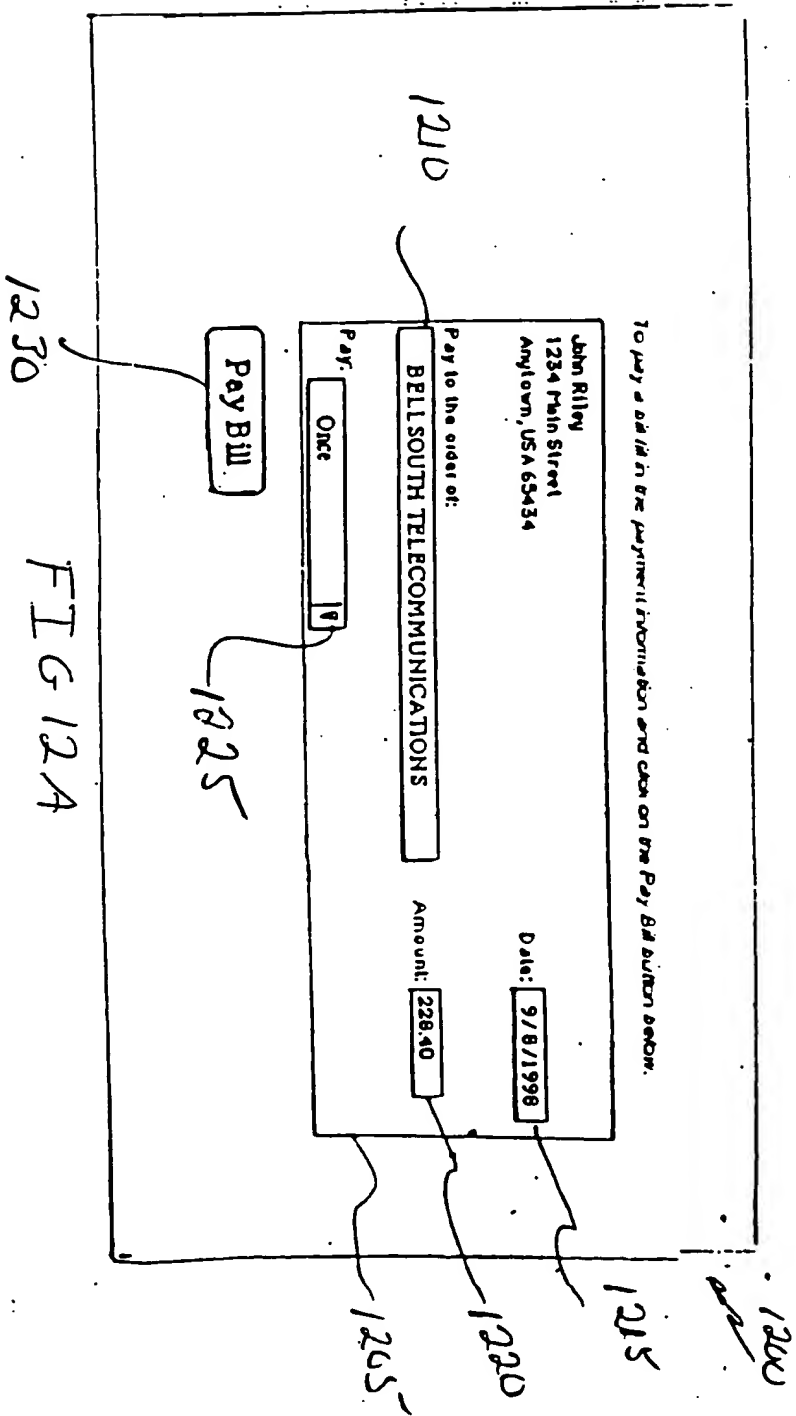 1200
To pay a bill fill in the payment information and click on the Pay Bill button below.
John Riley
1234 Main Street
Anytown, USA 65434
Date: 9/8/1998
1215
Pay to the order of:
1210
BELL SOUTH TELECOMMUNICATIONS
Amount: 228.40
1220
Pay: Once
1225
1205
Pay Bill
1230
FIG 12A